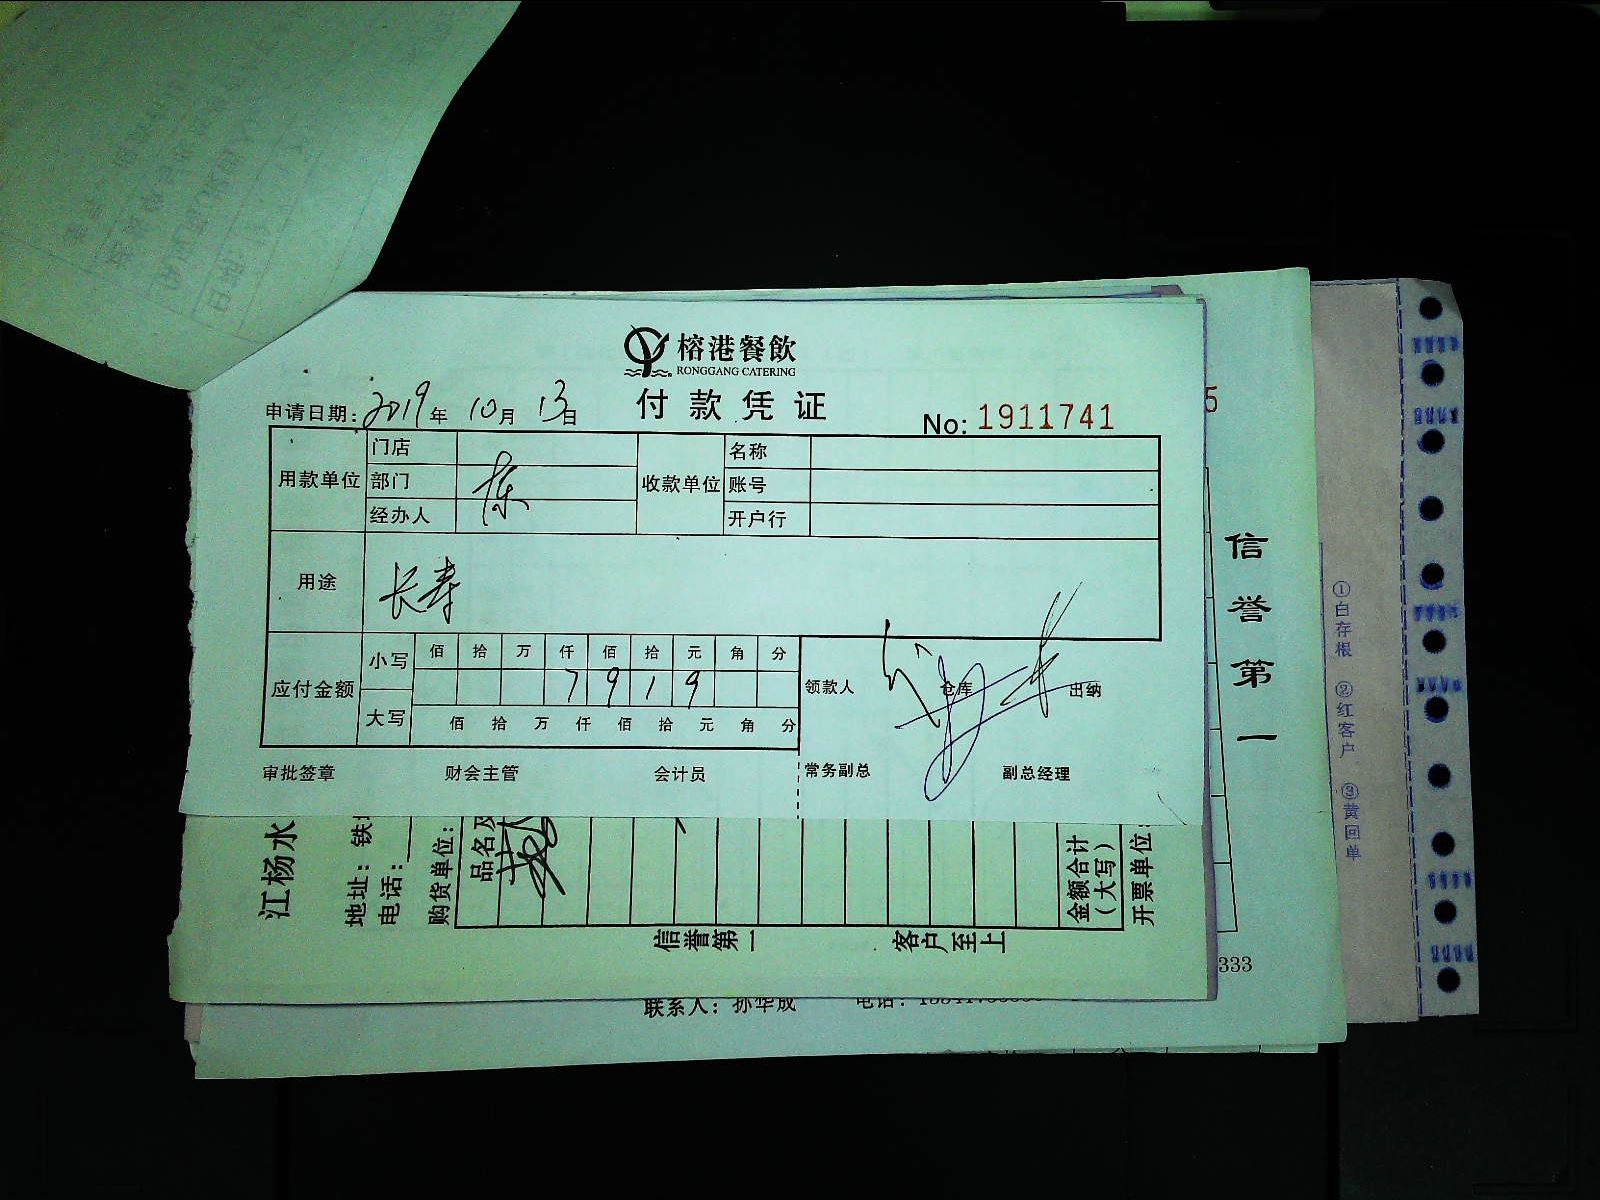 榕港餐飲
RONGGANG CATERING
付款凭证
申请日期：2019年 10月 13日
No: 1911741
用款单位 门店 收款单位 名称
部门 栋 账号
经办人 开户行
用途 长寿
应付金额 小写 佰 拾 万 仟 佰 拾 元 角 分
7 9 1 9
大写 佰 拾 万 仟 佰 拾 元 角 分
领款人 仓库 出纳
审批签章 财会主管 会计员 常务副总 副总经理
江杨水
地址：铁
电话：
购货单位：
品名及
金额合计
（大写）
开票单位：
信誉第一 客户至上
联系人：孙华成 电话：
333
5
信誉第一
①白存根 ②红客户 ③黄回单